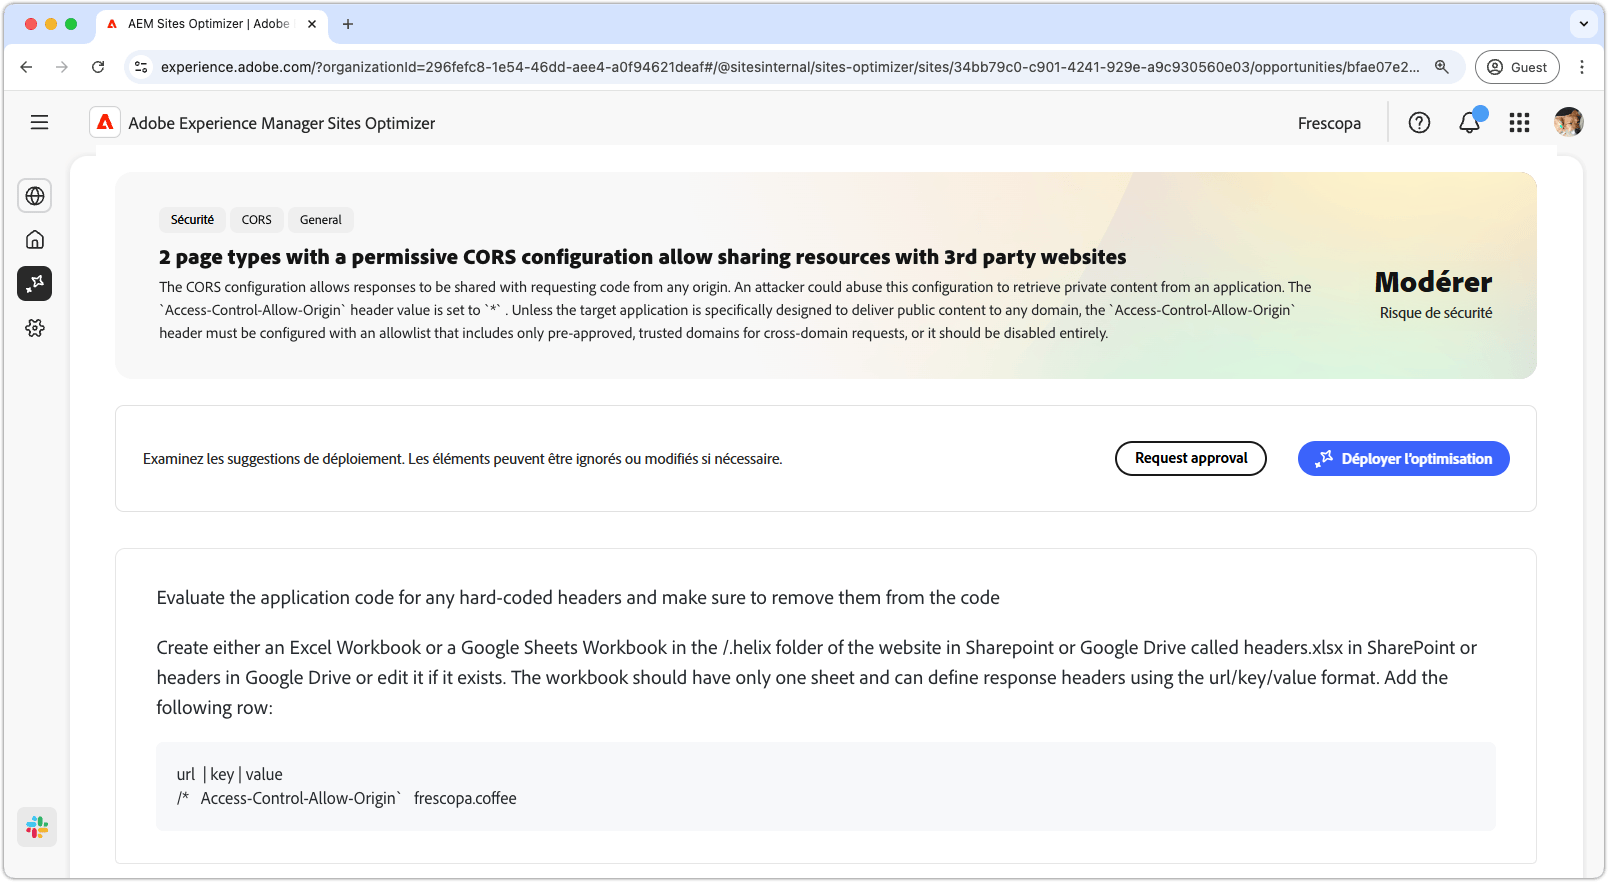 AEM Sites Optimizer | Adobe
experience.adobe.com/?organizationId=296fefc8-1e54-46dd-aee4-a0f94621deaf#/@sitesinternal/sites-optimizer/sites/34bb79c0-c901-4241-929e-a9c930560e03/opportunities/bfae07e2...
Guest
Adobe Experience Manager Sites Optimizer
Frescopa
Sécurité CORS General
2 page types with a permissive CORS configuration allow sharing resources with 3rd party websites
The CORS configuration allows responses to be shared with requesting code from any origin. An attacker could abuse this configuration to retrieve private content from an application. The
`Access-Control-Allow-Origin` header value is set to `*` . Unless the target application is specifically designed to deliver public content to any domain, the `Access-Control-Allow-Origin`
header must be configured with an allowlist that includes only pre-approved, trusted domains for cross-domain requests, or it should be disabled entirely.
Modérer
Risque de sécurité
Examinez les suggestions de déploiement. Les éléments peuvent être ignorés ou modifiés si nécessaire.
Request approval
Déployer l'optimisation
Evaluate the application code for any hard-coded headers and make sure to remove them from the code
Create either an Excel Workbook or a Google Sheets Workbook in the /.helix folder of the website in Sharepoint or Google Drive called headers.xlsx in SharePoint or
headers in Google Drive or edit it if it exists. The workbook should have only one sheet and can define response headers using the url/key/value format. Add the
following row:
url | key | value
/* Access-Control-Allow-Origin` frescopa.coffee